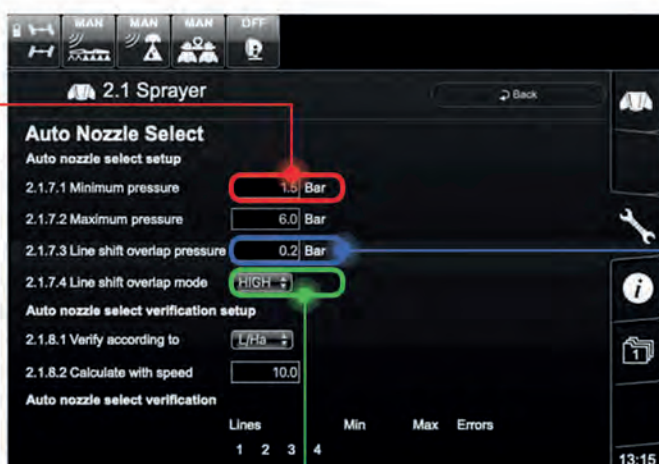 MAN MAN MAN OFF
2.1 Sprayer
Back
Auto Nozzle Select
Auto nozzle select setup
2.1.7.1 Minimum pressure 1.5 Bar
2.1.7.2 Maximum pressure 6.0 Bar
2.1.7.3 Line shift overlap pressure 0.2 Bar
2.1.7.4 Line shift overlap mode HIGH
Auto nozzle select verification setup
2.1.8.1 Verify according to L/Ha
2.1.8.2 Calculate with speed 10.0
Auto nozzle select verification
Lines Min Max Errors
1 2 3 4
i
1
13:15